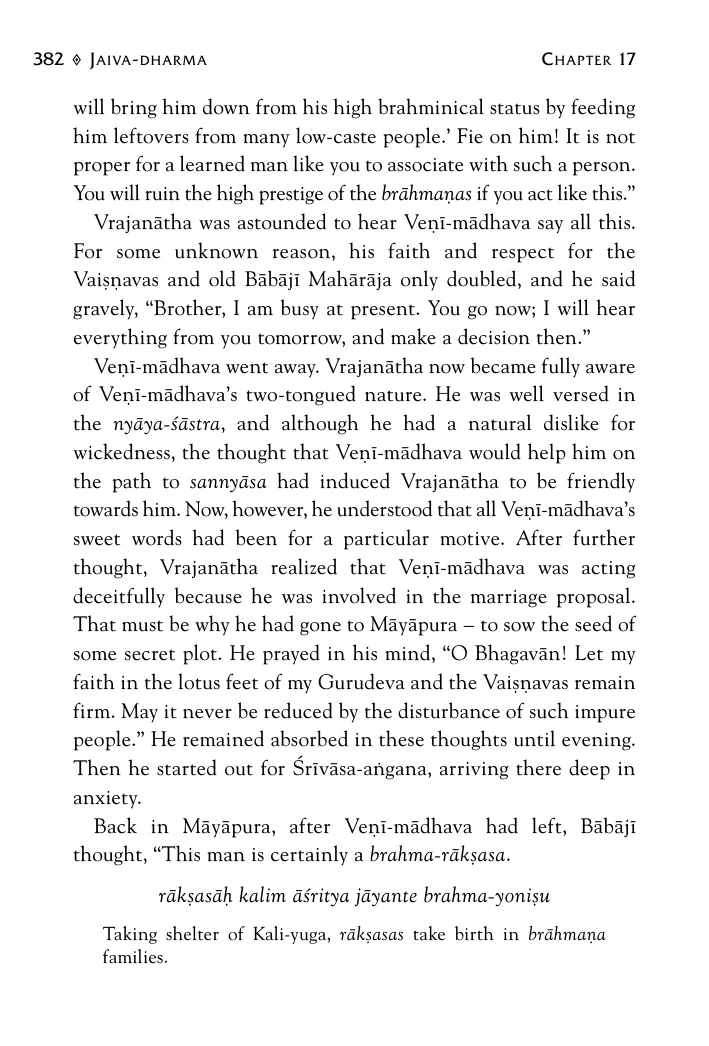 382 ◈ JAIVA-DHARMA CHAPTER 17
will bring him down from his high brahminical status by feeding
him leftovers from many low-caste people.’ Fie on him! It is not
proper for a learned man like you to associate with such a person.
You will ruin the high prestige of the brāhmaṇas if you act like this.”
Vrajanātha was astounded to hear Veṇī-mādhava say all this.
For some unknown reason, his faith and respect for the
Vaiṣṇavas and old Bābājī Mahārāja only doubled, and he said
gravely, “Brother, I am busy at present. You go now; I will hear
everything from you tomorrow, and make a decision then.”
Veṇī-mādhava went away. Vrajanātha now became fully aware
of Veṇī-mādhava’s two-tongued nature. He was well versed in
the nyāya-śāstra, and although he had a natural dislike for
wickedness, the thought that Veṇī-mādhava would help him on
the path to sannyāsa had induced Vrajanātha to be friendly
towards him. Now, however, he understood that all Veṇī-mādhava’s
sweet words had been for a particular motive. After further
thought, Vrajanātha realized that Veṇī-mādhava was acting
deceitfully because he was involved in the marriage proposal.
That must be why he had gone to Māyāpura – to sow the seed of
some secret plot. He prayed in his mind, “O Bhagavān! Let my
faith in the lotus feet of my Gurudeva and the Vaiṣṇavas remain
firm. May it never be reduced by the disturbance of such impure
people.” He remained absorbed in these thoughts until evening.
Then he started out for Śrīvāsa-aṅgana, arriving there deep in
anxiety.
Back in Māyāpura, after Veṇī-mādhava had left, Bābājī
thought, “This man is certainly a brahma-rākṣasa.
rākṣasāḥ kalim āśritya jāyante brahma-yoniṣu
Taking shelter of Kali-yuga, rākṣasas take birth in brāhmaṇa
families.